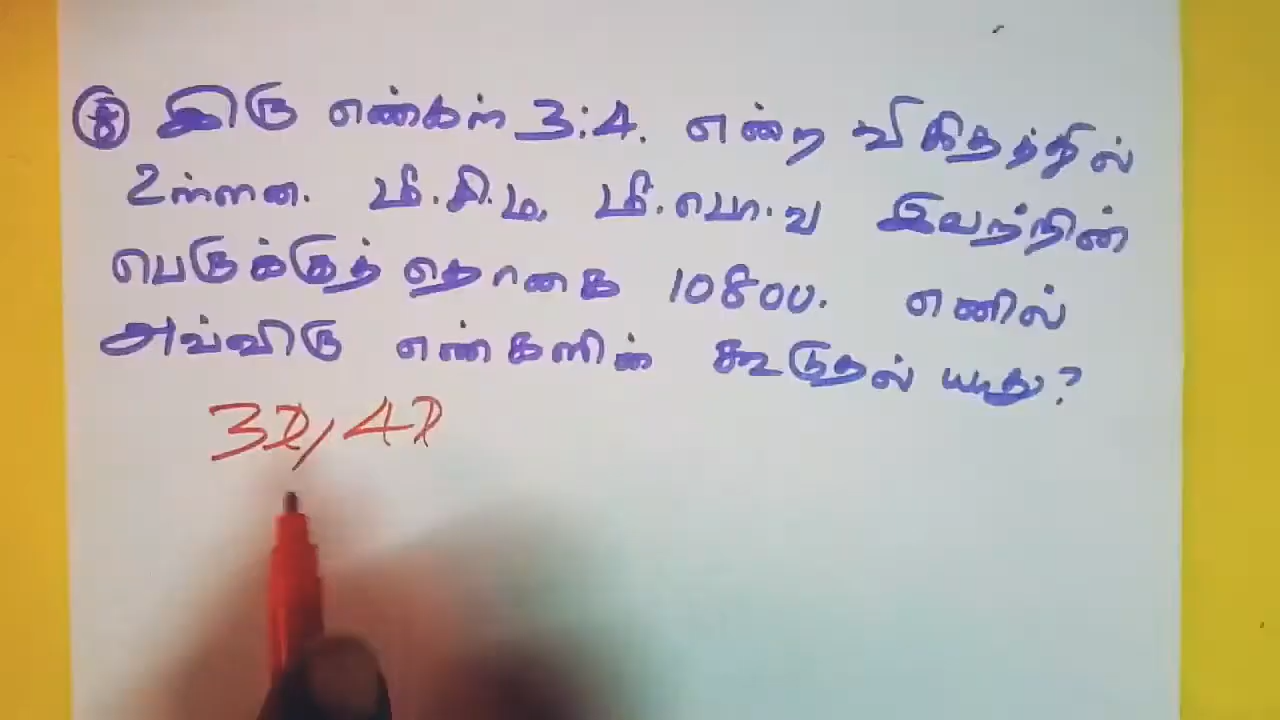 ⑧ இரு எண்கள் 3:4. என்ற விகிதத்தில்
உள்ளன. மீ.சி.ம, மீ.பொ.வ இவற்றின்
பெருக்குத் தொகை 10800. எனில்
அவ்விரு எண்களின் கூடுதல் யாது?
3x, 4x